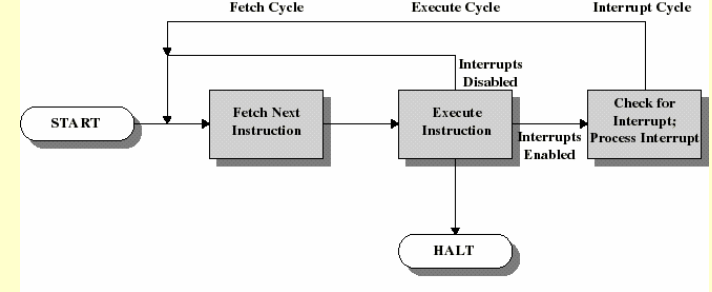 Fetch Cycle
Execute Cycle
Interrupt Cycle
Interrupts
Disabled
START
Fetch Next
Instruction
Execute
Instruction
Interrupts
Enabled
Check for
Interrupt;
Process Interrupt
HALT